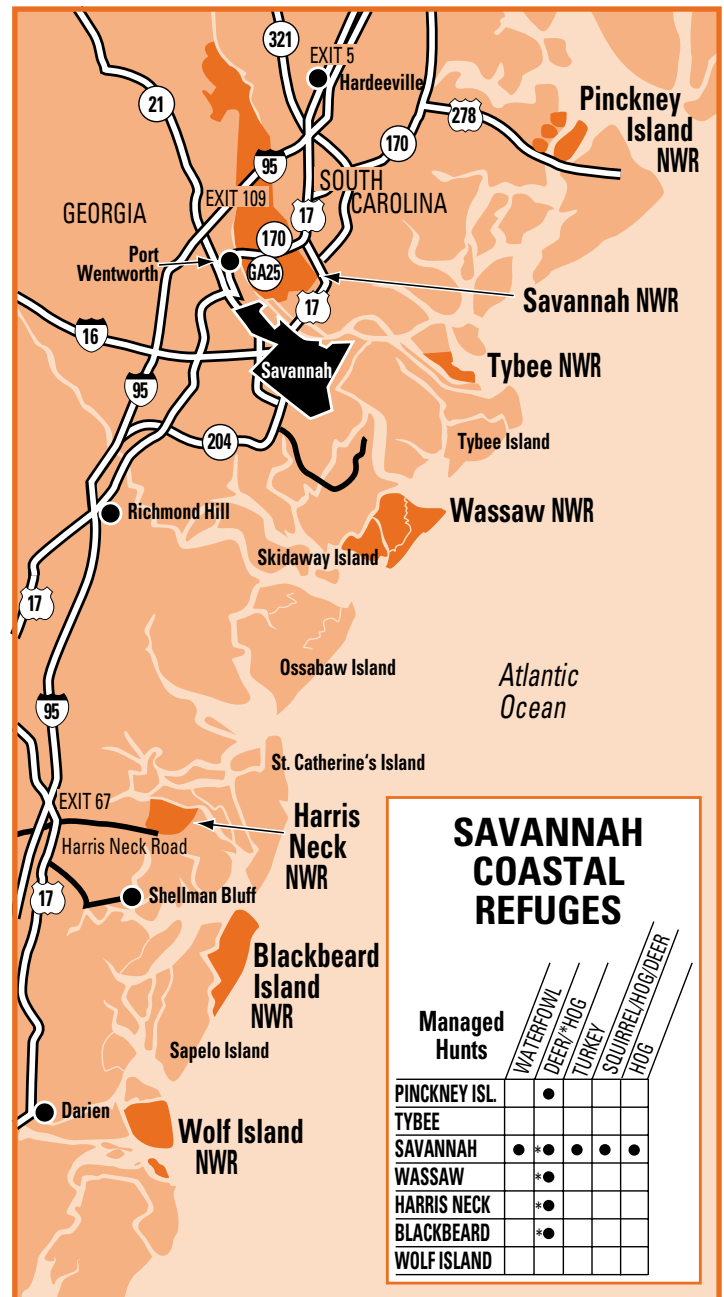 321
EXIT 5
Hardeeville
21
278
Pinckney
Island
NWR
170
95
SOUTH
CAROLINA
EXIT 109
17
GEORGIA
170
Port
Wentworth
GA25
Savannah NWR
17
16
Tybee NWR
Savannah
95
204
Tybee Island
Richmond Hill
Wassaw NWR
Skidaway Island
17
Ossabaw Island
Atlantic
Ocean
95
St. Catherine's Island
EXIT 67
Harris
Neck
NWR
Harris Neck Road
17
Shellman Bluff
Blackbeard
Island
NWR
Sapelo Island
Darien
Wolf Island
NWR
SAVANNAH
COASTAL
REFUGES
Managed
Hunts
WATERFOWL
DEER/*HOG
TURKEY
SQUIRREL/HOG/DEER
HOG
PINCKNEY ISL. ●
TYBEE
SAVANNAH ● *● ● ● ●
WASSAW *●
HARRIS NECK *●
BLACKBEARD *●
WOLF ISLAND